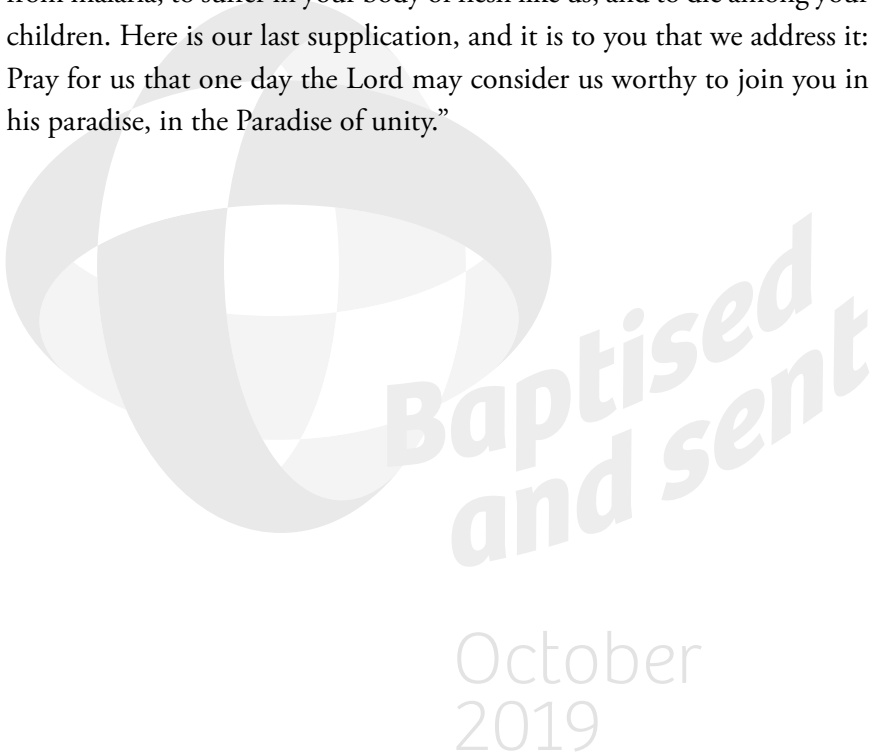 from malaria, to suffer in your body of flesh like us, and to die among your
children. Here is our last supplication, and it is to you that we address it:
Pray for us that one day the Lord may consider us worthy to join you in
his paradise, in the Paradise of unity.”
Baptised
and sent
October
2019